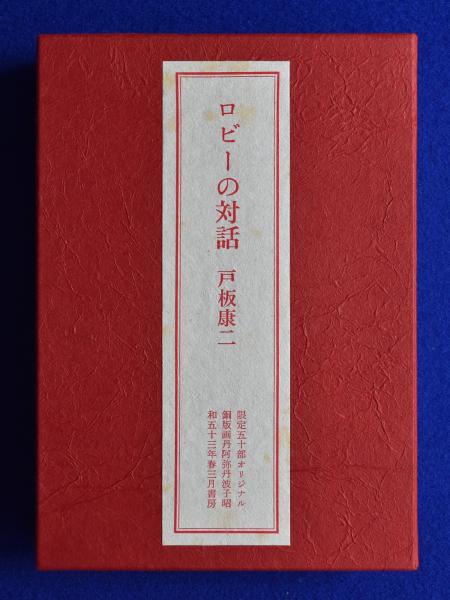 ロビーの対話
戸板康二
限定五十部オリジナル
銅版画丹阿弥丹波子昭
和五十三年春三月書房